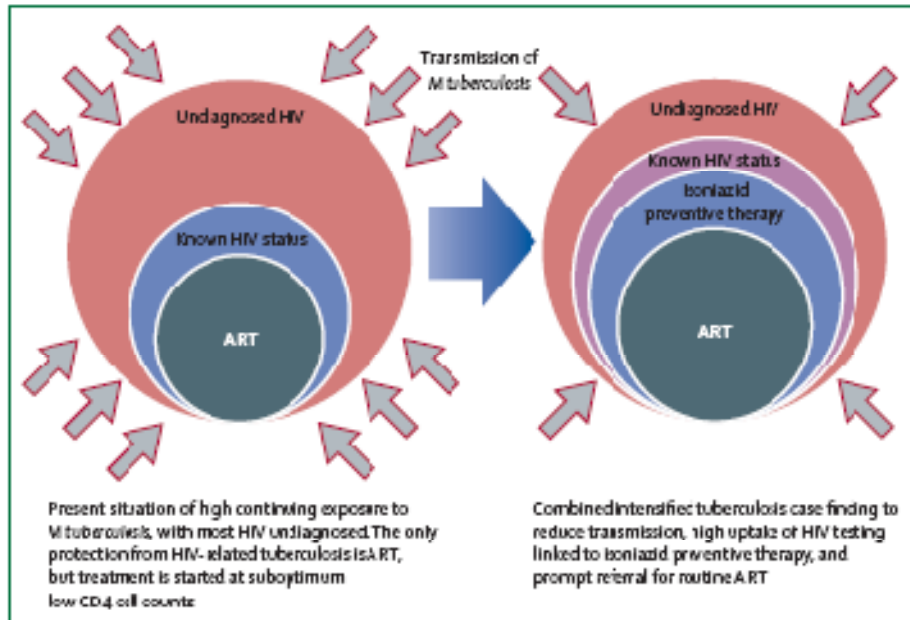 Transmission of
M tuberculosis
Undiagnosed HIV
Known HIV status
ART
Undiagnosed HIV
Known HIV status
Isoniazid
preventive therapy
ART
Present situation of high continuing exposure to
M tuberculosis, with most HIV undiagnosed. The only
protection from HIV-related tuberculosis is ART,
but treatment is started at suboptimum
low CD4 cell counts
Combined intensified tuberculosis case finding to
reduce transmission, high uptake of HIV testing
linked to isoniazid preventive therapy, and
prompt referral for routine ART